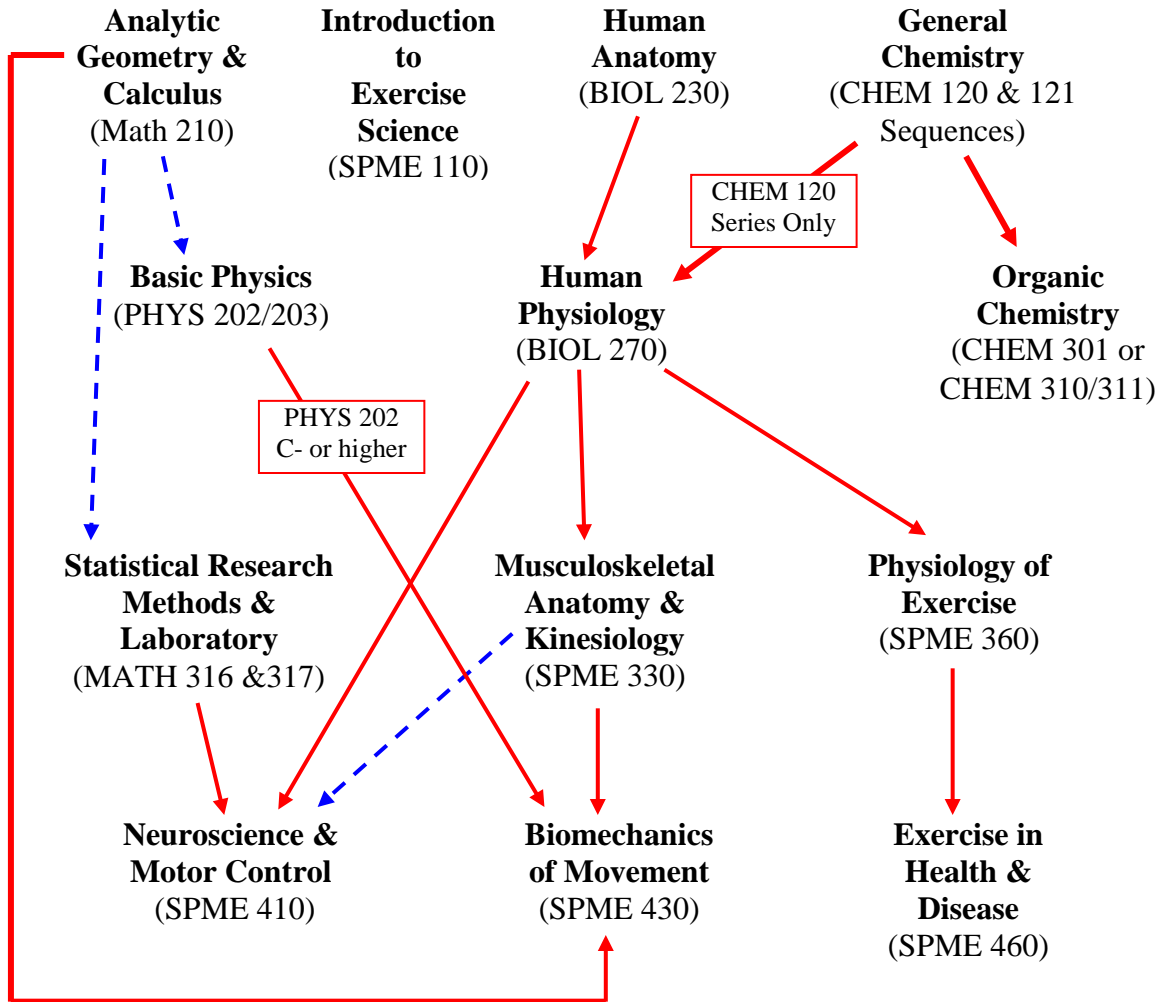 Analytic
Geometry &
Calculus
(Math 210)
Introduction
to
Exercise
Science
(SPME 110)
Human
Anatomy
(BIOL 230)
General
Chemistry
(CHEM 120 & 121
Sequences)
CHEM 120
Series Only
Basic Physics
(PHYS 202/203)
Human
Physiology
(BIOL 270)
Organic
Chemistry
(CHEM 301 or
CHEM 310/311)
PHYS 202
C- or higher
Statistical Research
Methods &
Laboratory
(MATH 316 &317)
Musculoskeletal
Anatomy &
Kinesiology
(SPME 330)
Physiology of
Exercise
(SPME 360)
Neuroscience &
Motor Control
(SPME 410)
Biomechanics
of Movement
(SPME 430)
Exercise in
Health &
Disease
(SPME 460)